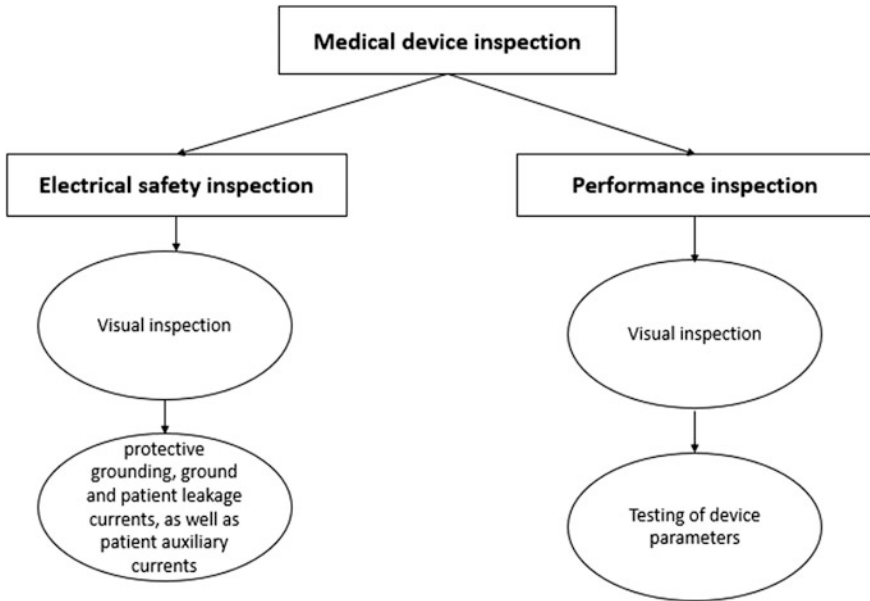 Medical device inspection
Electrical safety inspection
Performance inspection
Visual inspection
Visual inspection
protective
grounding, ground
and patient leakage
currents, as well as
patient auxiliary
currents
Testing of device
parameters